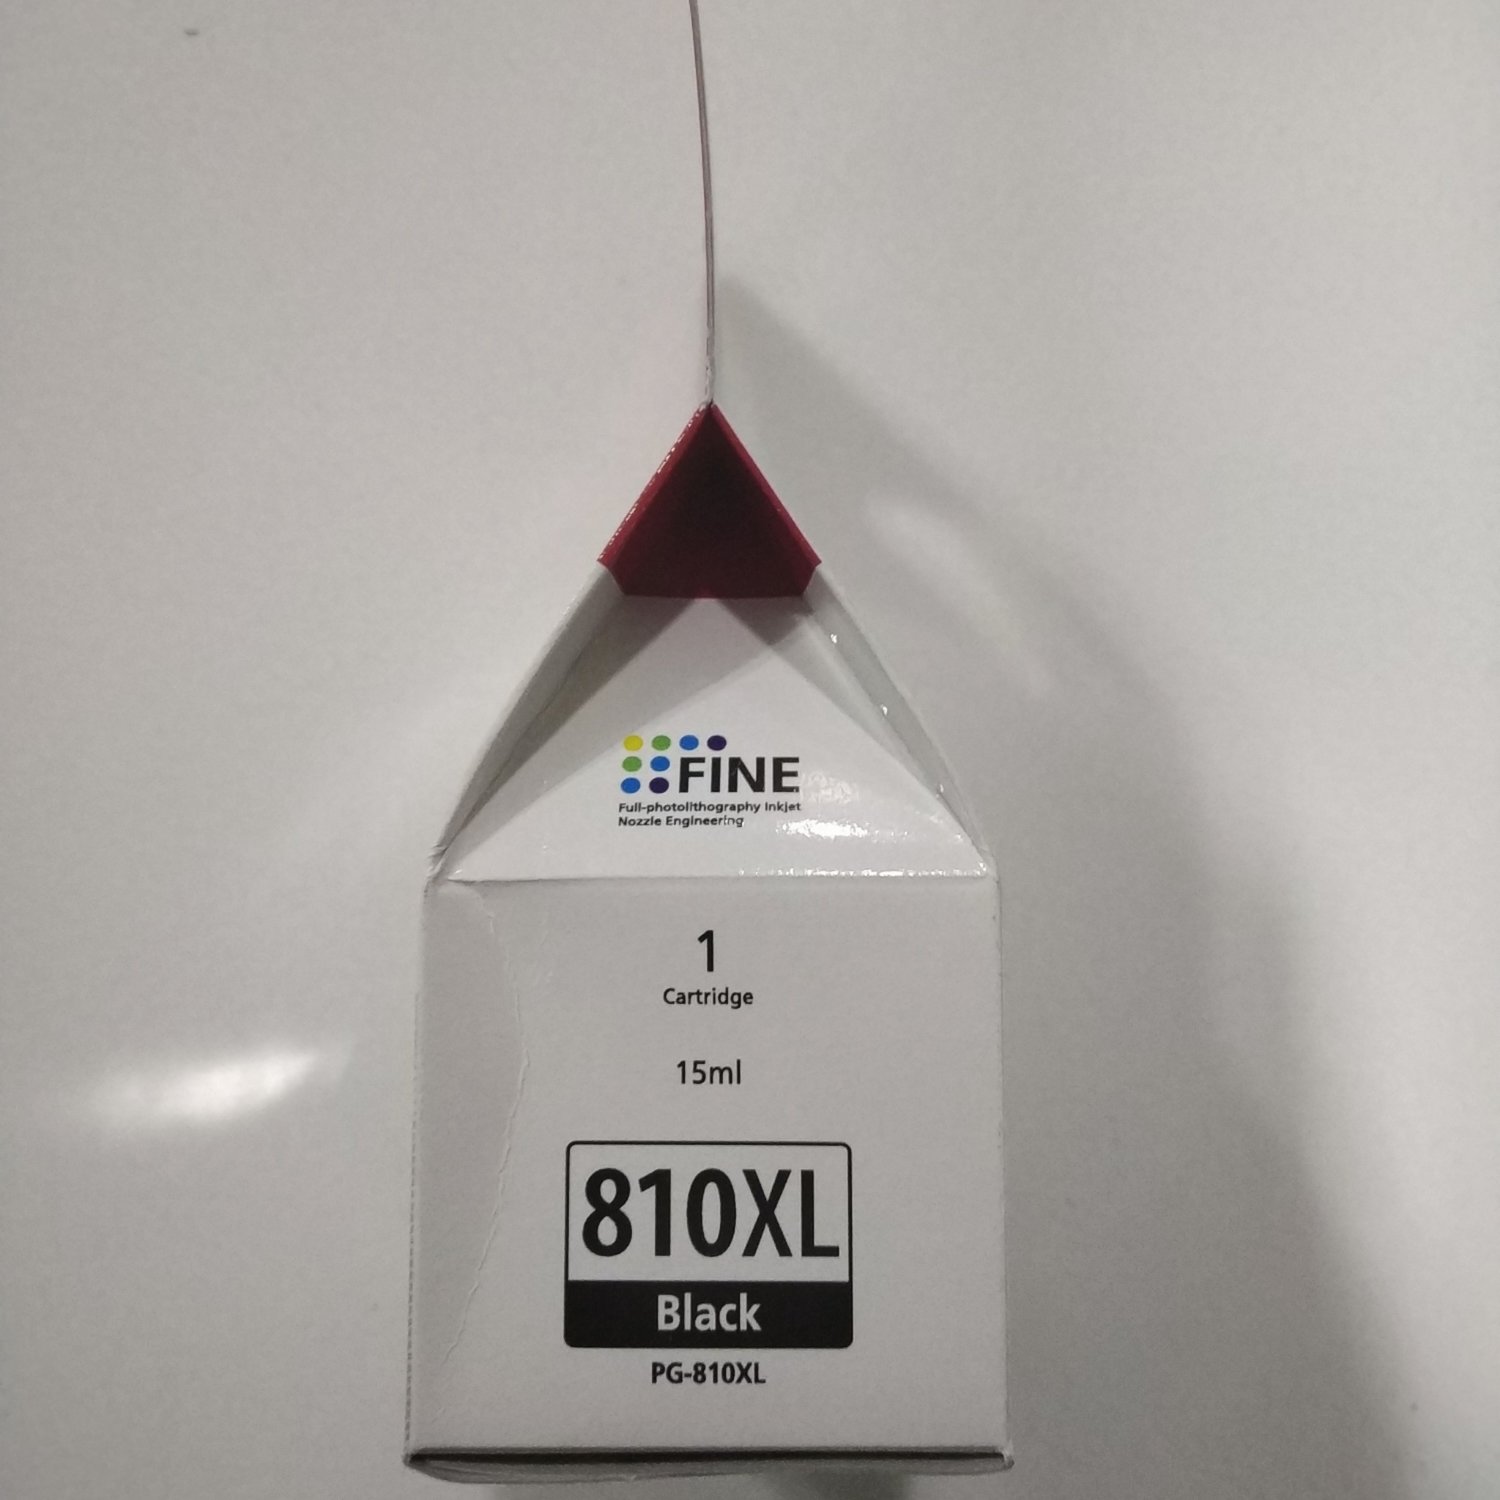 FINE
Full-photolithography Inkjet
Nozzle Engineering
1
Cartridge
15ml
810XL
Black
PG-810XL